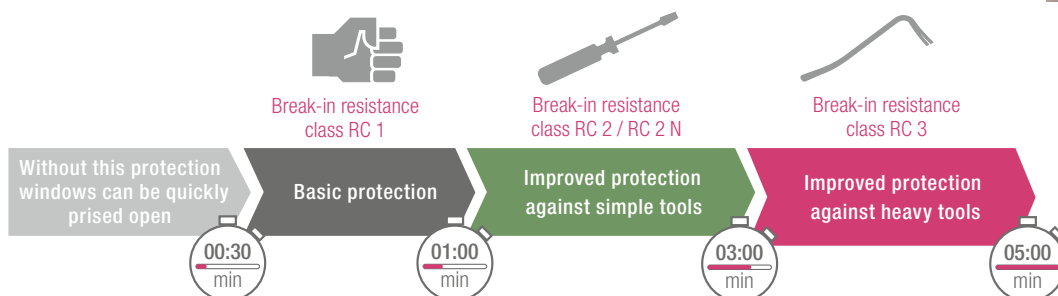 Break-in resistance
class RC 1
Break-in resistance
class RC 2 / RC 2 N
Break-in resistance
class RC 3
Without this protection
windows can be quickly
prised open
Basic protection
Improved protection
against simple tools
Improved protection
against heavy tools
00:30
min
01:00
min
03:00
min
05:00
min